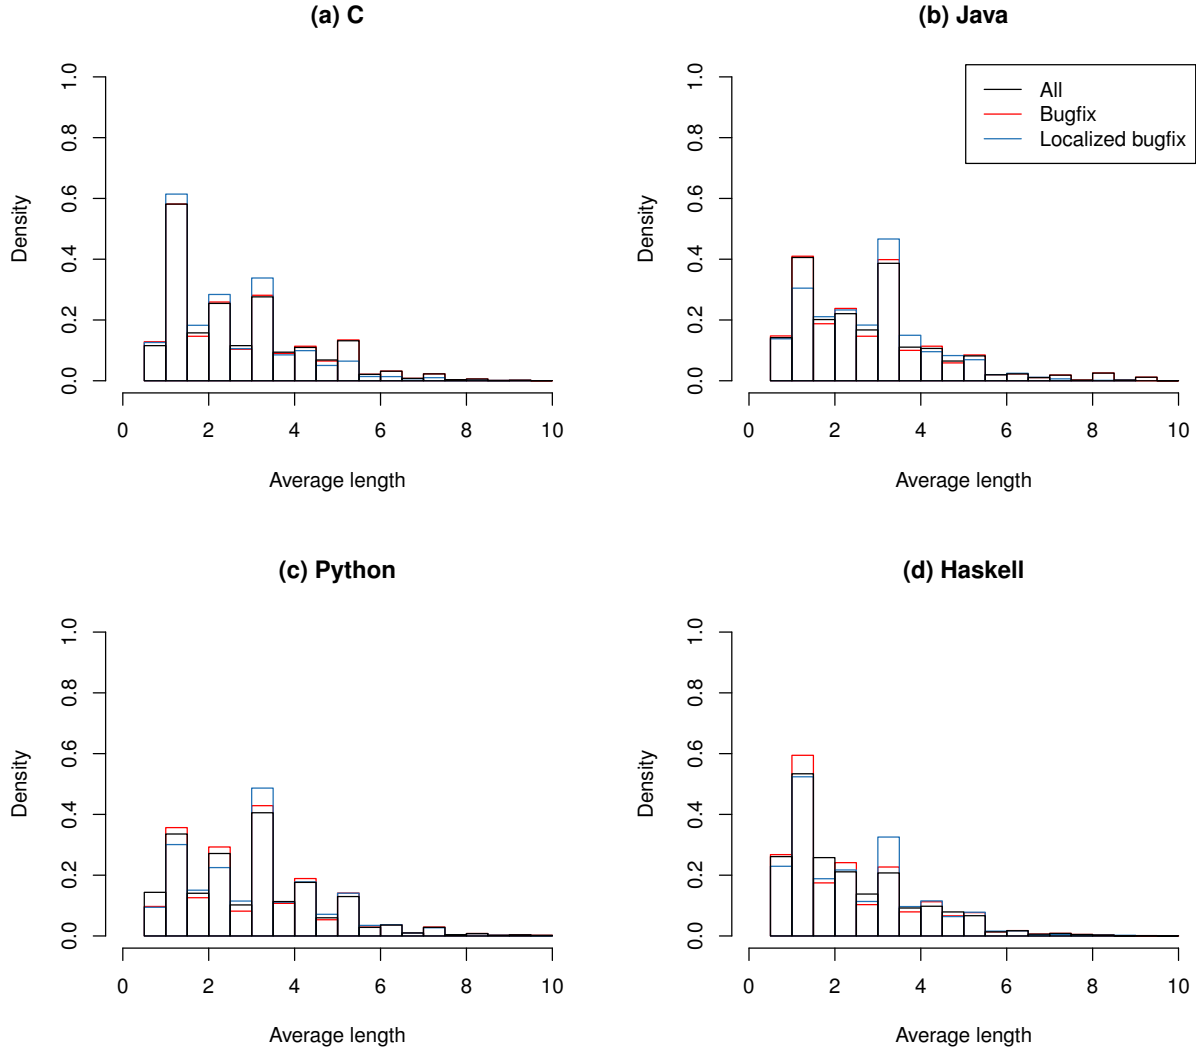 (a) C
Density
0.0 0.2 0.4 0.6 0.8 1.0
0 2 4 6 8 10
Average length
(b) Java
All
Bugfix
Localized bugfix
Density
0.0 0.2 0.4 0.6 0.8 1.0
0 2 4 6 8 10
Average length
(c) Python
Density
0.0 0.2 0.4 0.6 0.8 1.0
0 2 4 6 8 10
Average length
(d) Haskell
Density
0.0 0.2 0.4 0.6 0.8 1.0
0 2 4 6 8 10
Average length